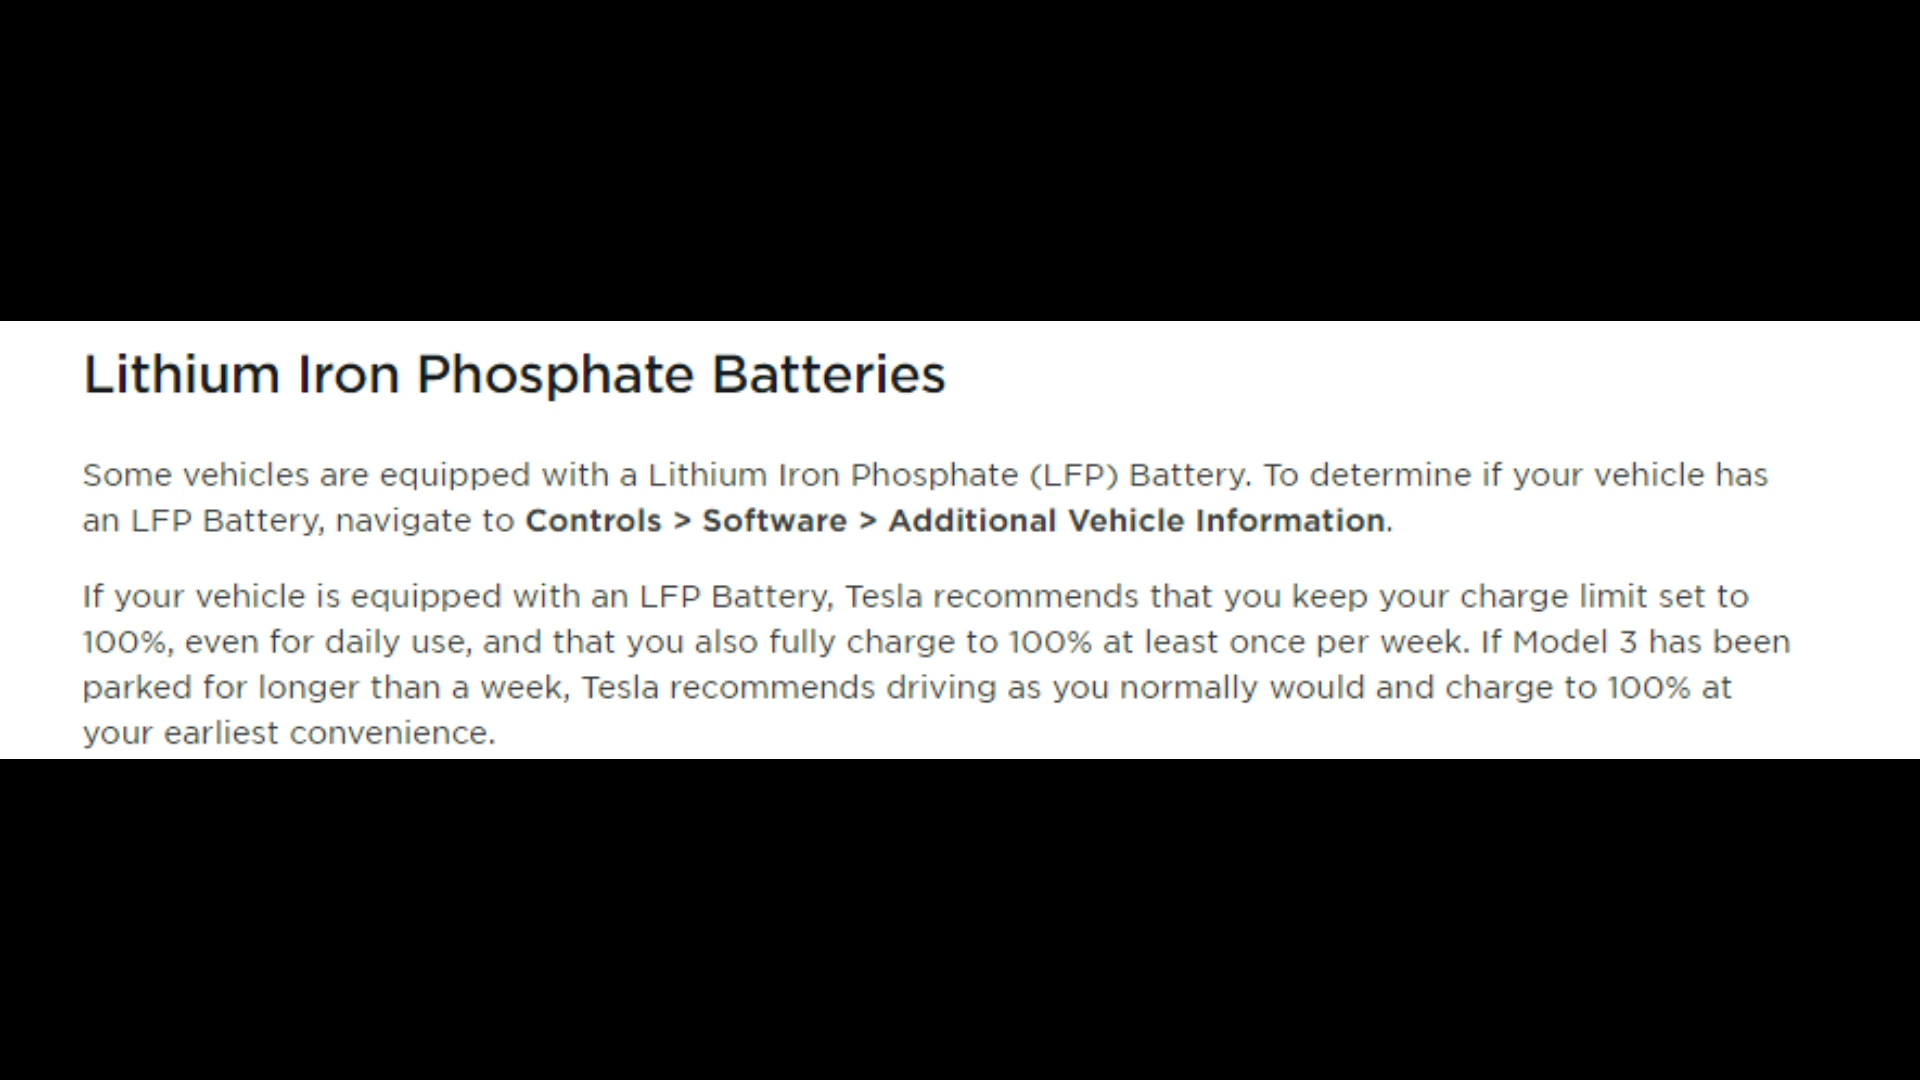 Lithium Iron Phosphate Batteries
Some vehicles are equipped with a Lithium Iron Phosphate (LFP) Battery. To determine if your vehicle has
an LFP Battery, navigate to Controls > Software > Additional Vehicle Information.
If your vehicle is equipped with an LFP Battery, Tesla recommends that you keep your charge limit set to
100%, even for daily use, and that you also fully charge to 100% at least once per week. If Model 3 has been
parked for longer than a week, Tesla recommends driving as you normally would and charge to 100% at
your earliest convenience.